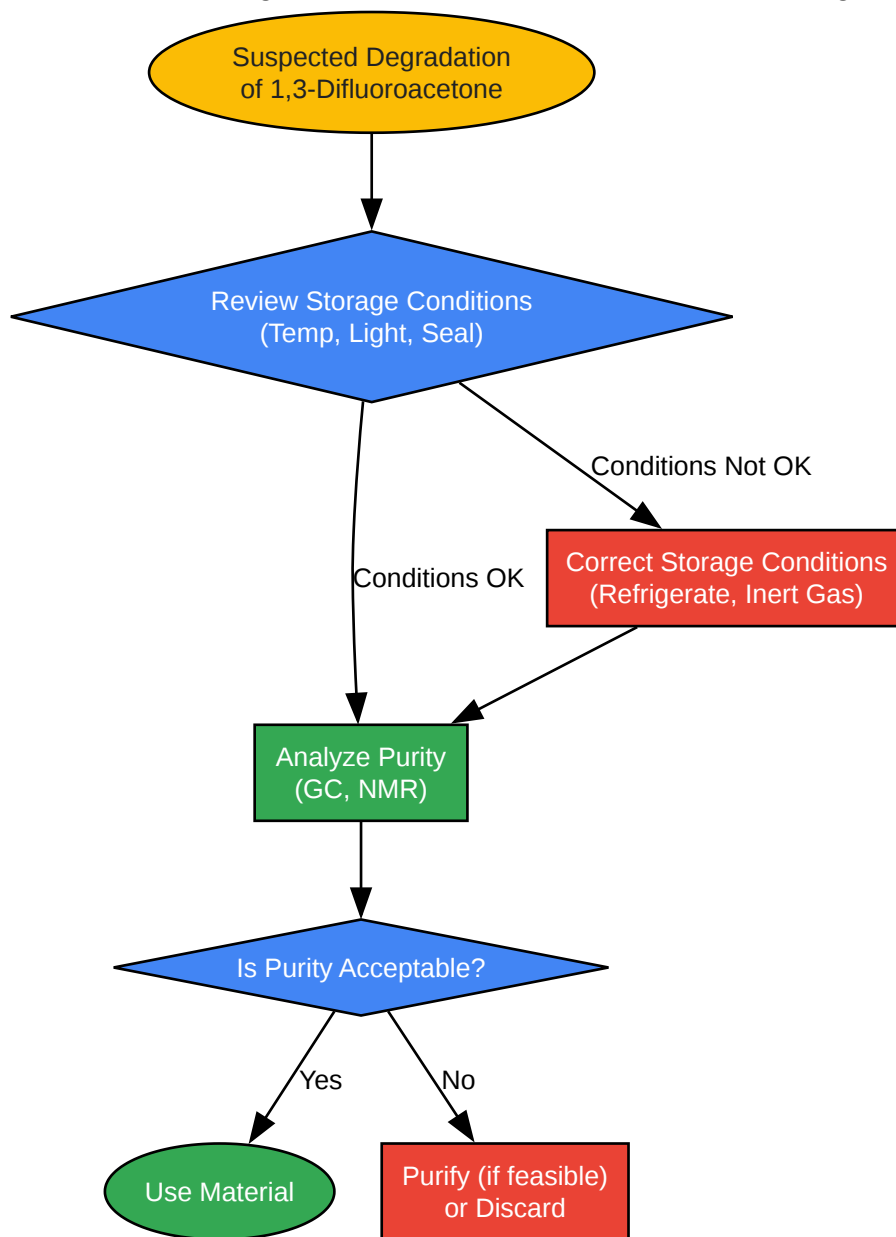 Suspected Degradation
of 1,3-Difluoroacetone
Review Storage Conditions
(Temp, Light, Seal)
Conditions Not OK
Correct Storage Conditions
(Refrigerate, Inert Gas)
Conditions OK
Analyze Purity
(GC, NMR)
Is Purity Acceptable?
Yes
No
Use Material
Purify (if feasible)
or Discard